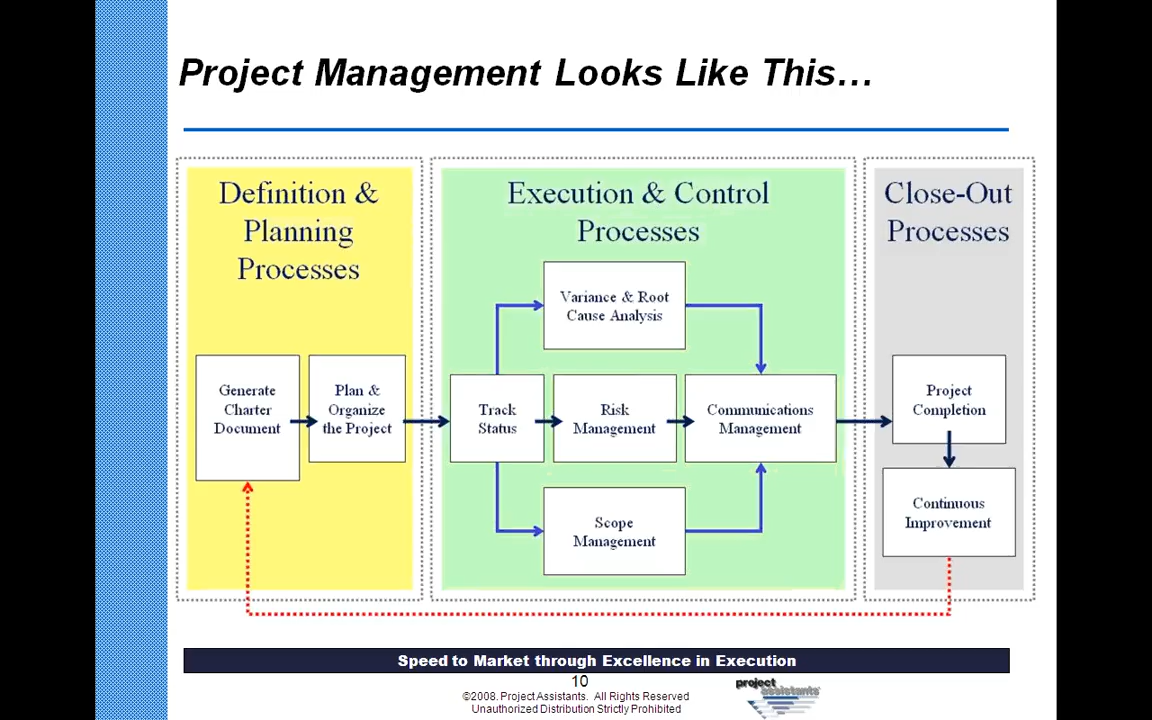 Project Management Looks Like This…
Definition &
Planning
Processes
Generate
Charter
Document
Plan &
Organize
the Project
Execution & Control
Processes
Variance & Root
Cause Analysis
Track
Status
Risk
Management
Communications
Management
Scope
Management
Close-Out
Processes
Project
Completion
Continuous
Improvement
Speed to Market through Excellence in Execution
10
©2008. Project Assistants. All Rights Reserved
Unauthorized Distribution Strictly Prohibited
project
assistants